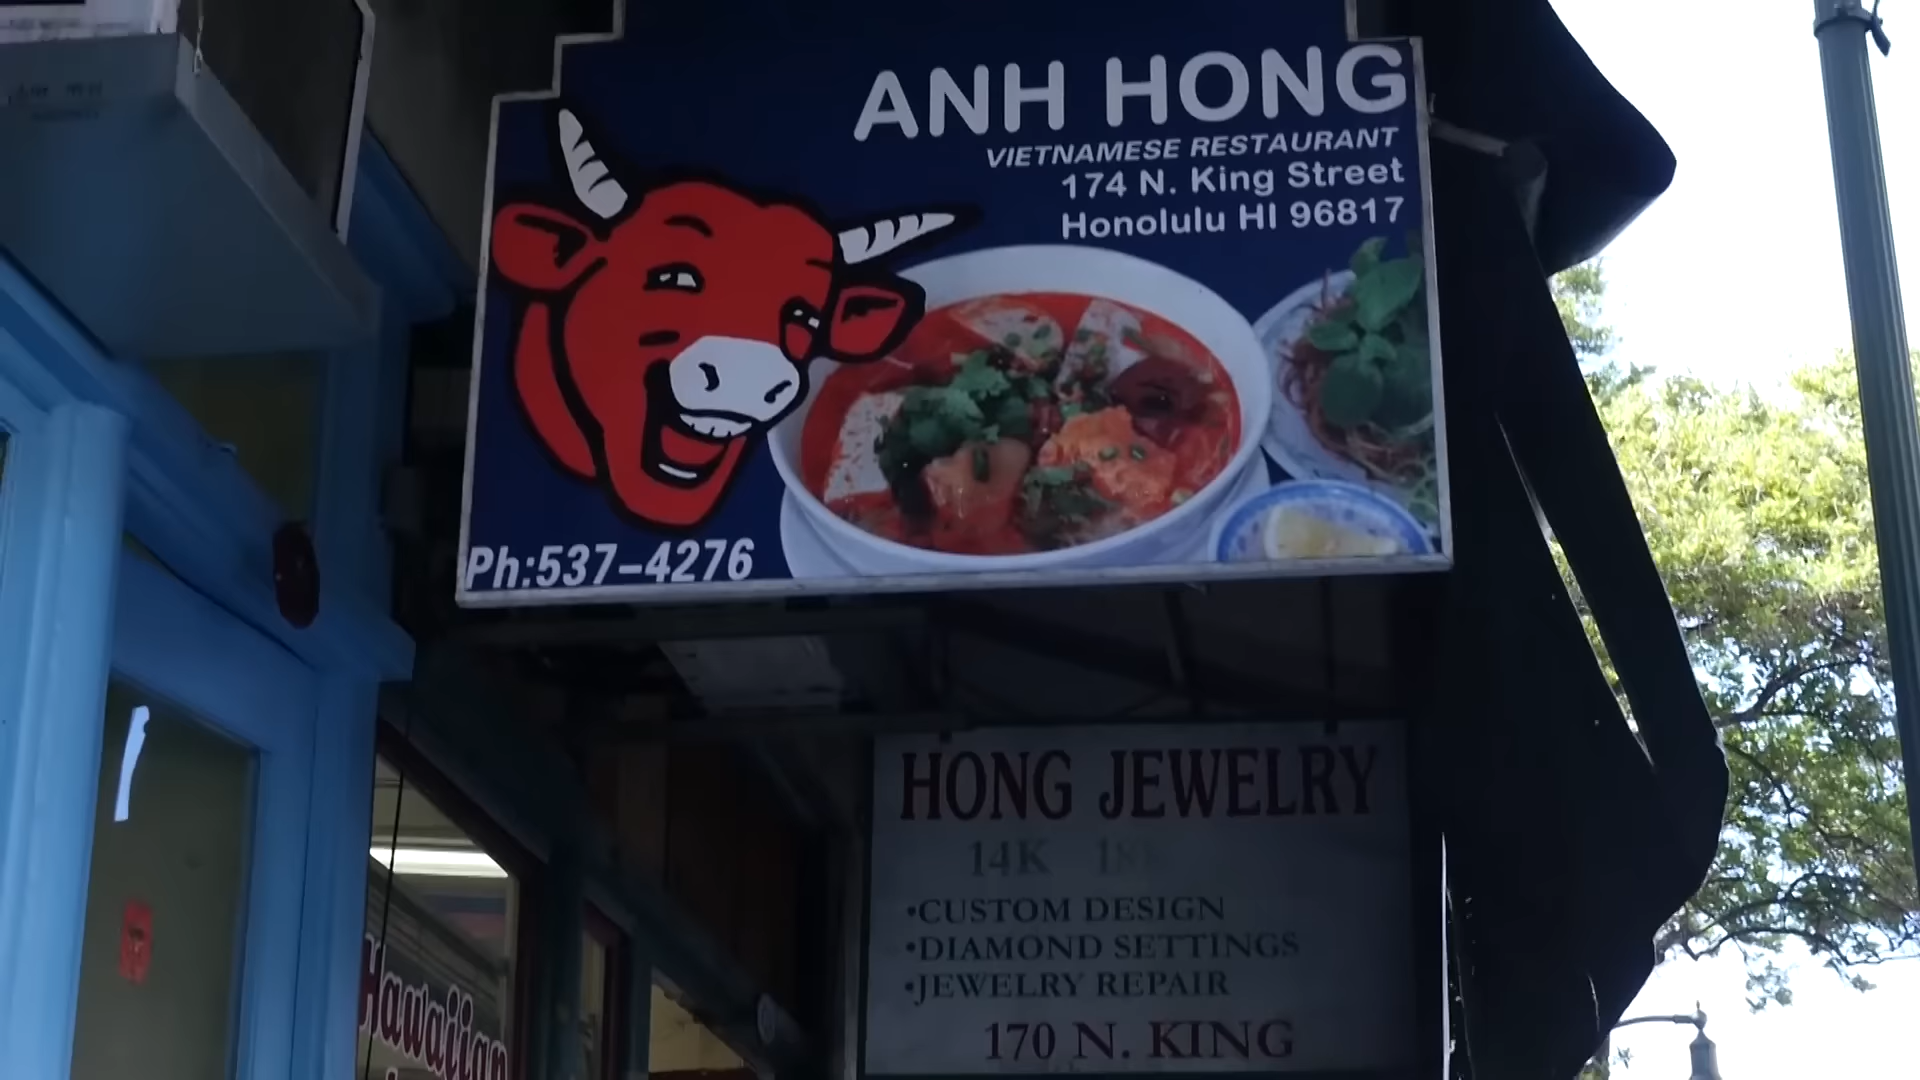 ANH HONG
VIETNAMESE RESTAURANT
174 N. King Street
Honolulu HI 96817
Ph:537-4276
HONG JEWELRY
14K 18K
•CUSTOM DESIGN
•DIAMOND SETTINGS
•JEWELRY REPAIR
170 N. KING
Hawaiian